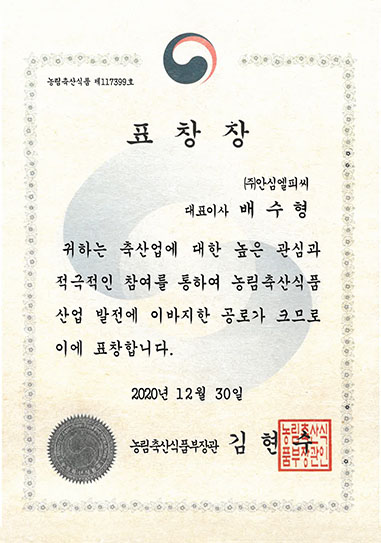 농림축산식품 제117399호
표 창 장
(주)안심엘피씨
대표이사 배 수 형
귀하는 축산업에 대한 높은 관심과
적극적인 참여를 통하여 농림축산식품
산업 발전에 이바지한 공로가 크므로
이에 표창합니다.
2020년 12월 30일
농림축산식품부장관 김 현 수
농림축산식
품부장관인